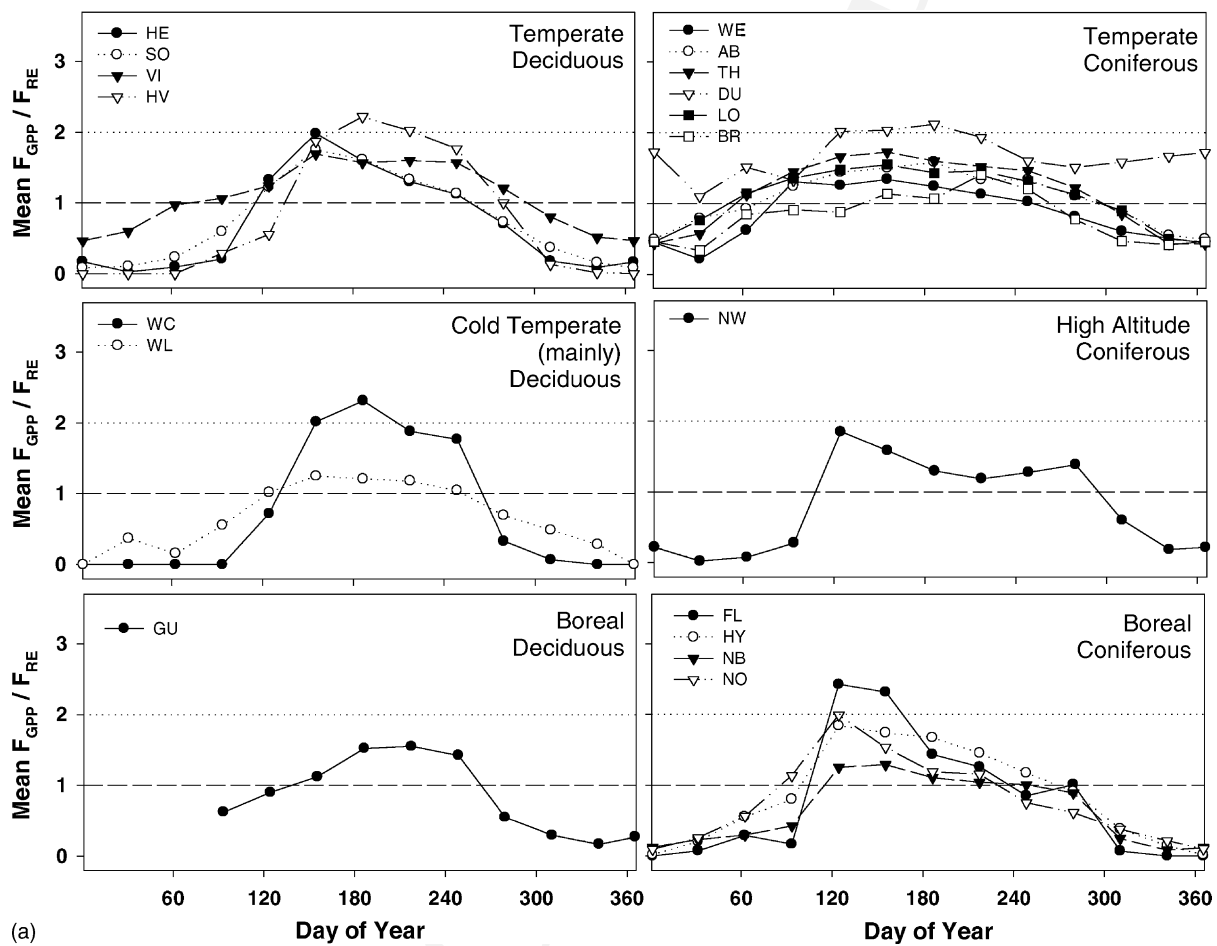 HE
SO
VI
HV
Temperate
Deciduous
3
2
1
0
Mean F_GPP / F_RE
WE
AB
TH
DU
LO
BR
Temperate
Coniferous
WC
WL
Cold Temperate
(mainly)
Deciduous
3
2
1
0
Mean F_GPP / F_RE
NW
High Altitude
Coniferous
GU
Boreal
Deciduous
3
2
1
0
Mean F_GPP / F_RE
60 120 180 240 300 360
Day of Year
FL
HY
NB
NO
Boreal
Coniferous
60 120 180 240 300 360
Day of Year
(a)